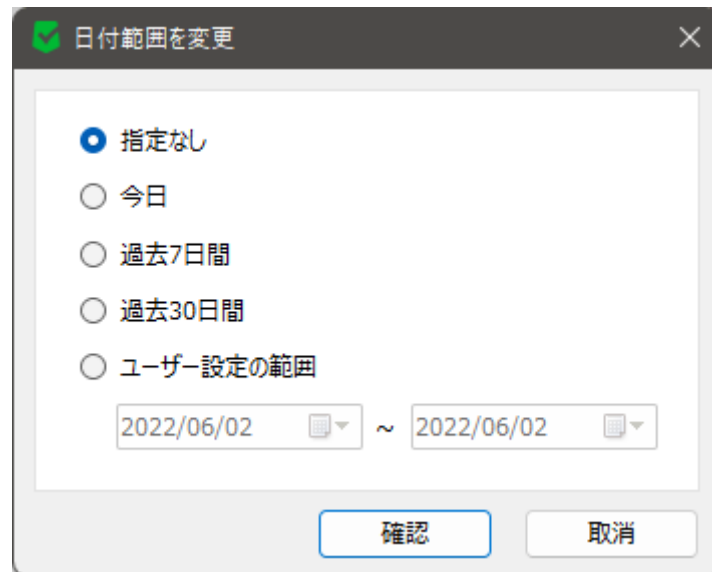 日付範囲を変更
指定なし
今日
過去7日間
過去30日間
ユーザー設定の範囲
2022/06/02 ~ 2022/06/02
確認 取消